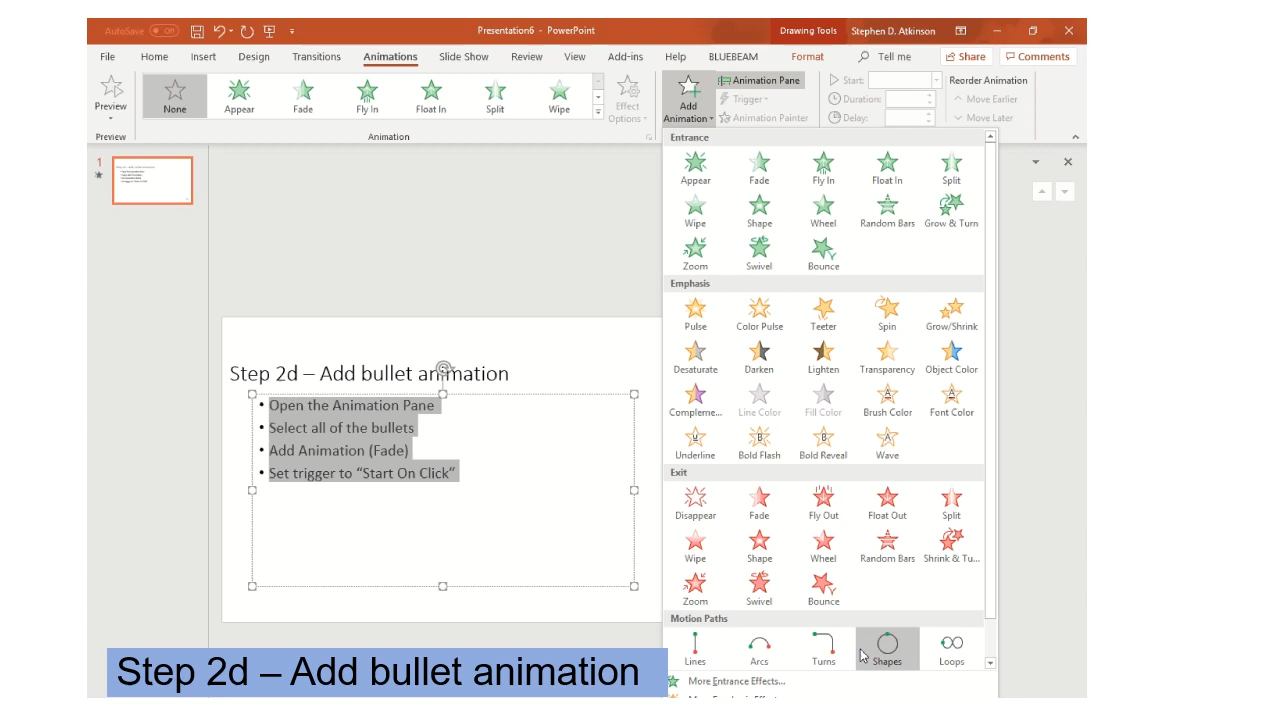 AutoSave Off Presentation6 - PowerPoint Drawing Tools Stephen D. Atkinson
File Home Insert Design Transitions Animations Slide Show Review View Add-ins Help BLUEBEAM Format Tell me Share Comments
Preview None Appear Fade Fly In Float In Split Wipe Effect Options Add Animation Animation Pane Trigger Animation Painter Start: Duration: Delay: Reorder Animation Move Earlier Move Later
Preview Animation
Entrance
Appear Fade Fly In Float In Split
Wipe Shape Wheel Random Bars Grow & Turn
Zoom Swivel Bounce
Emphasis
Pulse Color Pulse Teeter Spin Grow/Shrink
Desaturate Darken Lighten Transparency Object Color
Compleme... Line Color Fill Color Brush Color Font Color
Underline Bold Flash Bold Reveal Wave
Exit
Disappear Fade Fly Out Float Out Split
Wipe Shape Wheel Random Bars Shrink & Tu...
Zoom Swivel Bounce
Motion Paths
Lines Arcs Turns Shapes Loops
More Entrance Effects...
1
Step 2d – Add bullet animation
• Open the Animation Pane
• Select all of the bullets
• Add Animation (Fade)
• Set trigger to “Start On Click”
Step 2d – Add bullet animation